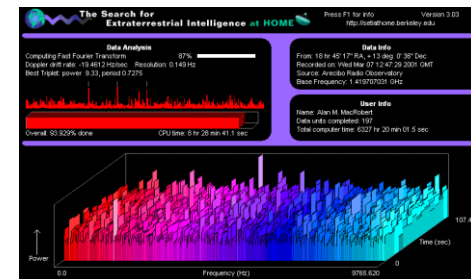 The Search for
Extraterrestrial Intelligence at HOME
Press F1 for info Version 3.03
http://setiathome.berkeley.edu
Data Analysis
Computing Fast Fourier Transform 87%
Doppler drift rate: -19.4612 Hz/sec Resolution: 0.149 Hz
Best Triplet: power 9.33, period 0.7275
Overall: 93.929% done CPU time: 8 hr 28 min 41.1 sec
Data Info
From: 18 hr 45' 17" RA, + 13 deg 0' 36" Dec
Recorded on: Wed Mar 07 12:47:29 2001 GMT
Source: Arecibo Radio Observatory
Base Frequency: 1.419707031 GHz
User Info
Name: Alan M. MacRobert
Data units completed: 197
Total computer time: 6327 hr 20 min 01.5 sec
107.4
Time (sec)
Power
0
0.0 Frequency (Hz) 9765.620